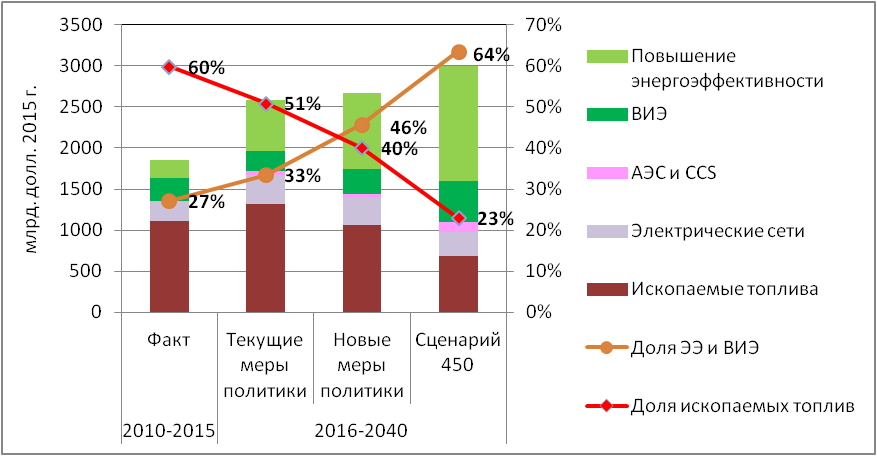 3500
3000
2500
2000
1500
1000
500
0
млрд. долл. 2015 г.
70%
60%
50%
40%
30%
20%
10%
0%
60%
51%
40%
23%
27%
33%
46%
64%
Факт
Текущие
меры
политики
Новые
меры
политики
Сценарий
450
2010-2015
2016-2040
Повышение
энергоэффективности
ВИЭ
АЭС и CCS
Электрические сети
Ископаемые топлива
Доля ЭЭ и ВИЭ
Доля ископаемых топлив